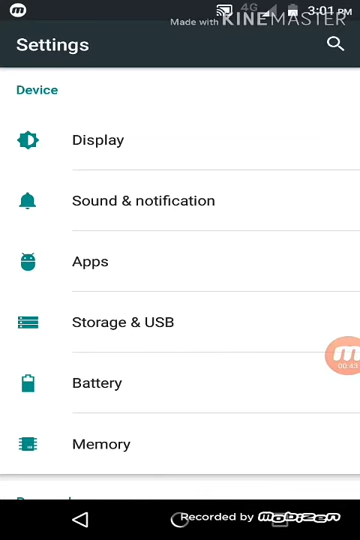 4G 3:01 PM
Made with KINEMASTER
Settings
Device
Display
Sound & notification
Apps
Storage & USB
00:43
Battery
Memory
Recorded by mobizen